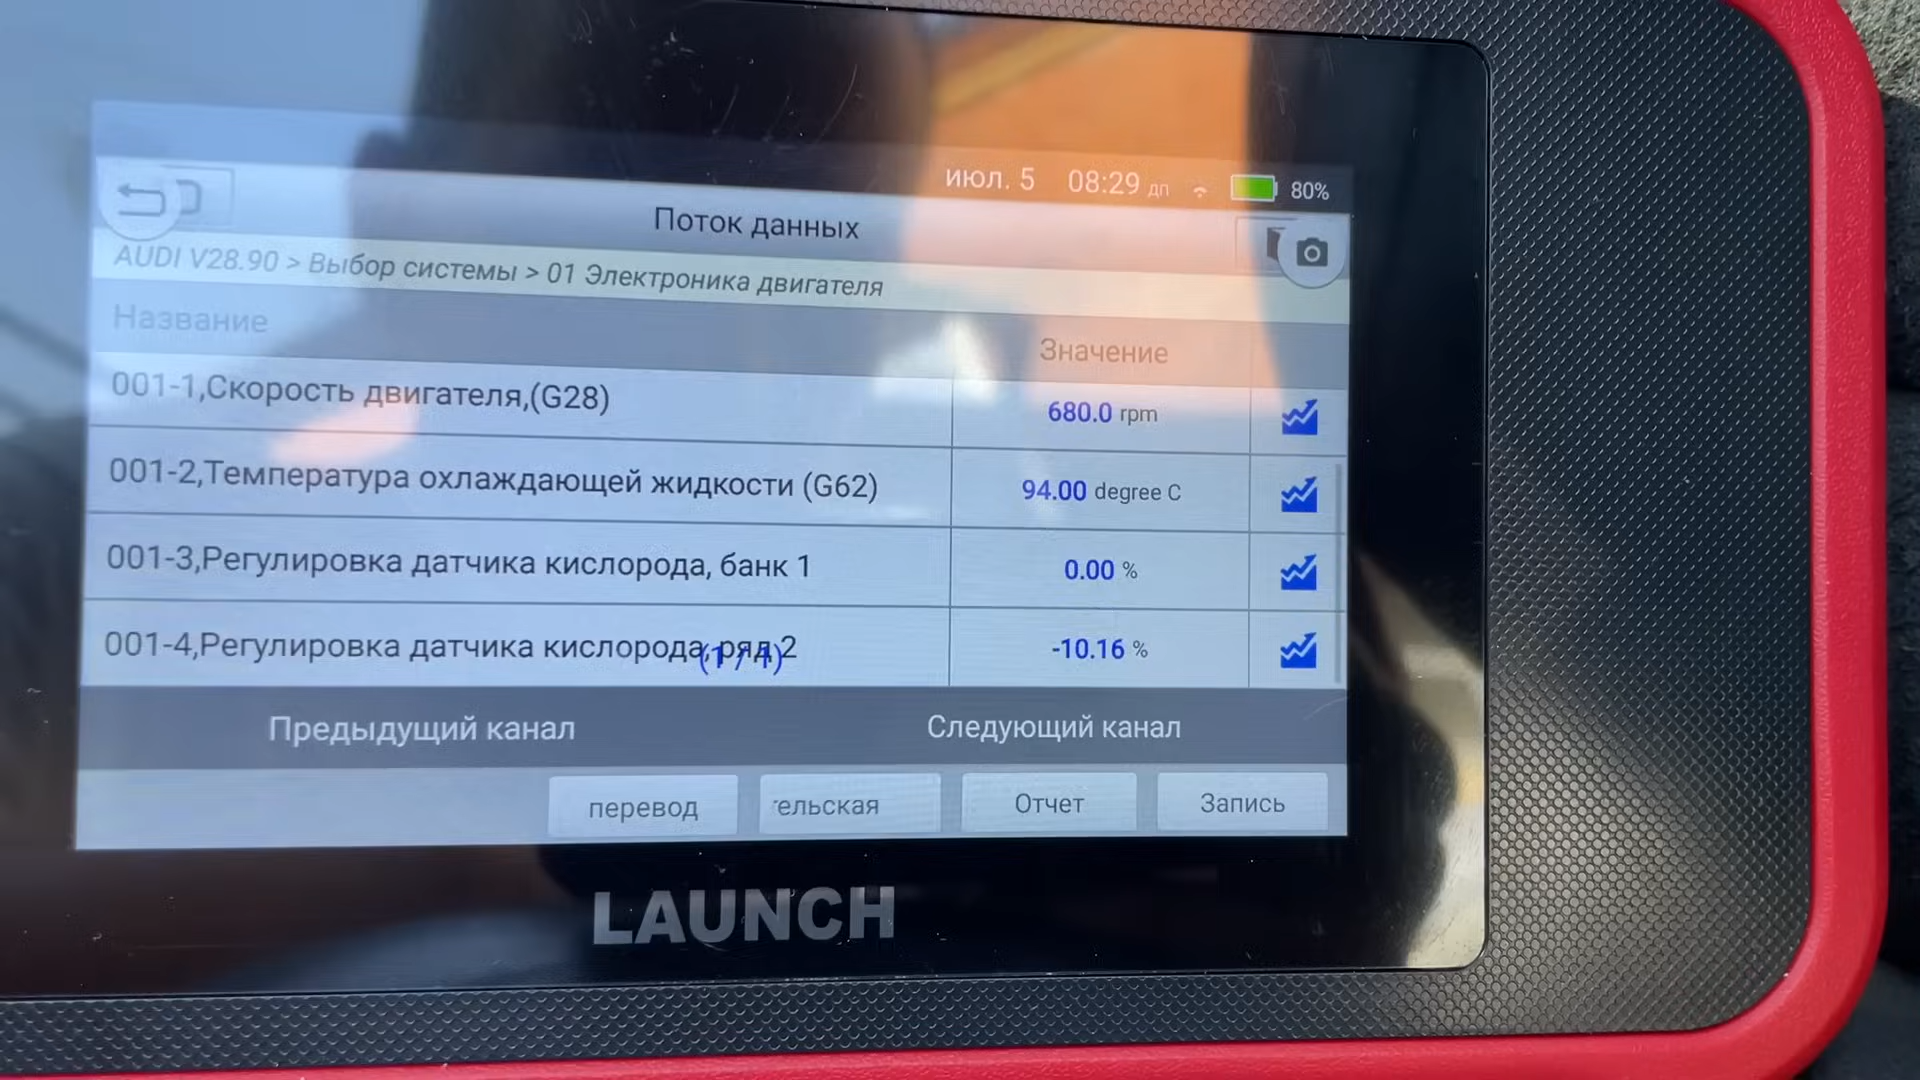 июл. 5 08:29 дп 80%
Поток данных
AUDI V28.90 > Выбор системы > 01 Электроника двигателя
Название Значение
001-1,Скорость двигателя,(G28) 680.0 rpm
001-2,Температура охлаждающей жидкости (G62) 94.00 degree C
001-3,Регулировка датчика кислорода, банк 1 0.00 %
001-4,Регулировка датчика кислорода, ряд 2 -10.16 %
(1 / 1)
Предыдущий канал Следующий канал
перевод ельская Отчет Запись
LAUNCH